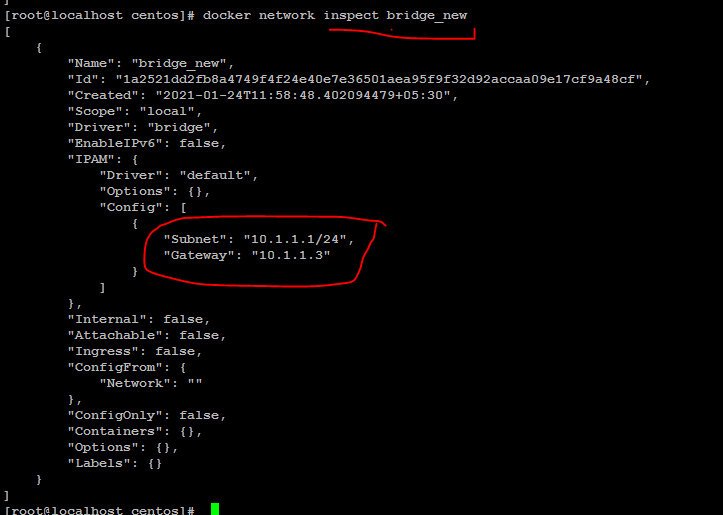 ]
[root@localhost centos]# docker network inspect bridge_new
[
    {
        "Name": "bridge_new",
        "Id": "1a2521dd2fb8a4749f4f24e40e7e36501aea95f9f32d92accaa09e17cf9a48cf",
        "Created": "2021-01-24T11:58:48.402094479+05:30",
        "Scope": "local",
        "Driver": "bridge",
        "EnableIPv6": false,
        "IPAM": {
            "Driver": "default",
            "Options": {},
            "Config": [
                {
                    "Subnet": "10.1.1.1/24",
                    "Gateway": "10.1.1.3"
                }
            ]
        },
        "Internal": false,
        "Attachable": false,
        "Ingress": false,
        "ConfigFrom": {
            "Network": ""
        },
        "ConfigOnly": false,
        "Containers": {},
        "Options": {},
        "Labels": {}
    }
]
[root@localhost centos]#